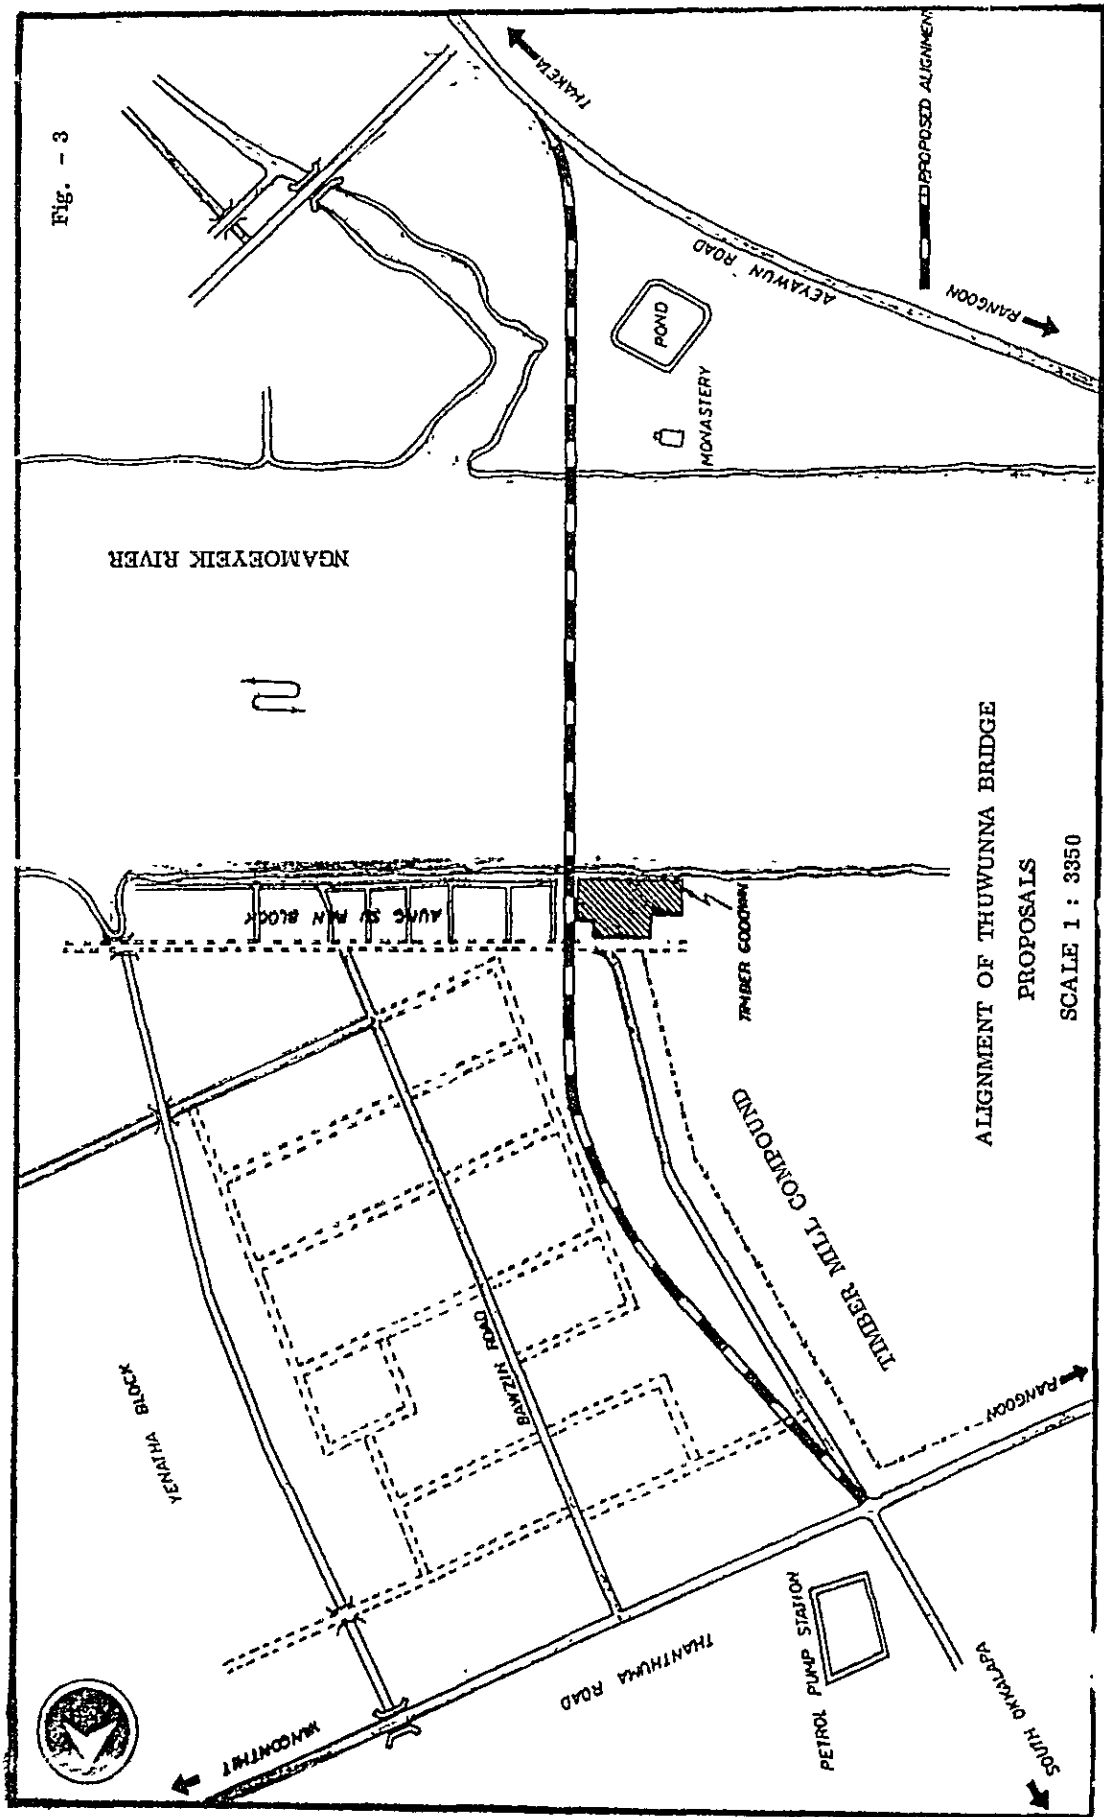 Fig. - 3
THAKETA
PROPOSED ALIGNMENT
AEYAWUN ROAD
RANGOON
POND
MONASTERY
NGAMOEYEIK RIVER
AUNG SU PAN BLOCK
TIMBER GODOWN
TIMBER MILL COMPOUND
BAWZIN ROAD
YENATHA BLOCK
RANGOON
THANTHUMA ROAD
PETROL PUMP STATION
SOUTH OKKALAPA
YANGONTHIT
ALIGNMENT OF THUWUNNA BRIDGE
PROPOSALS
SCALE 1 : 3350